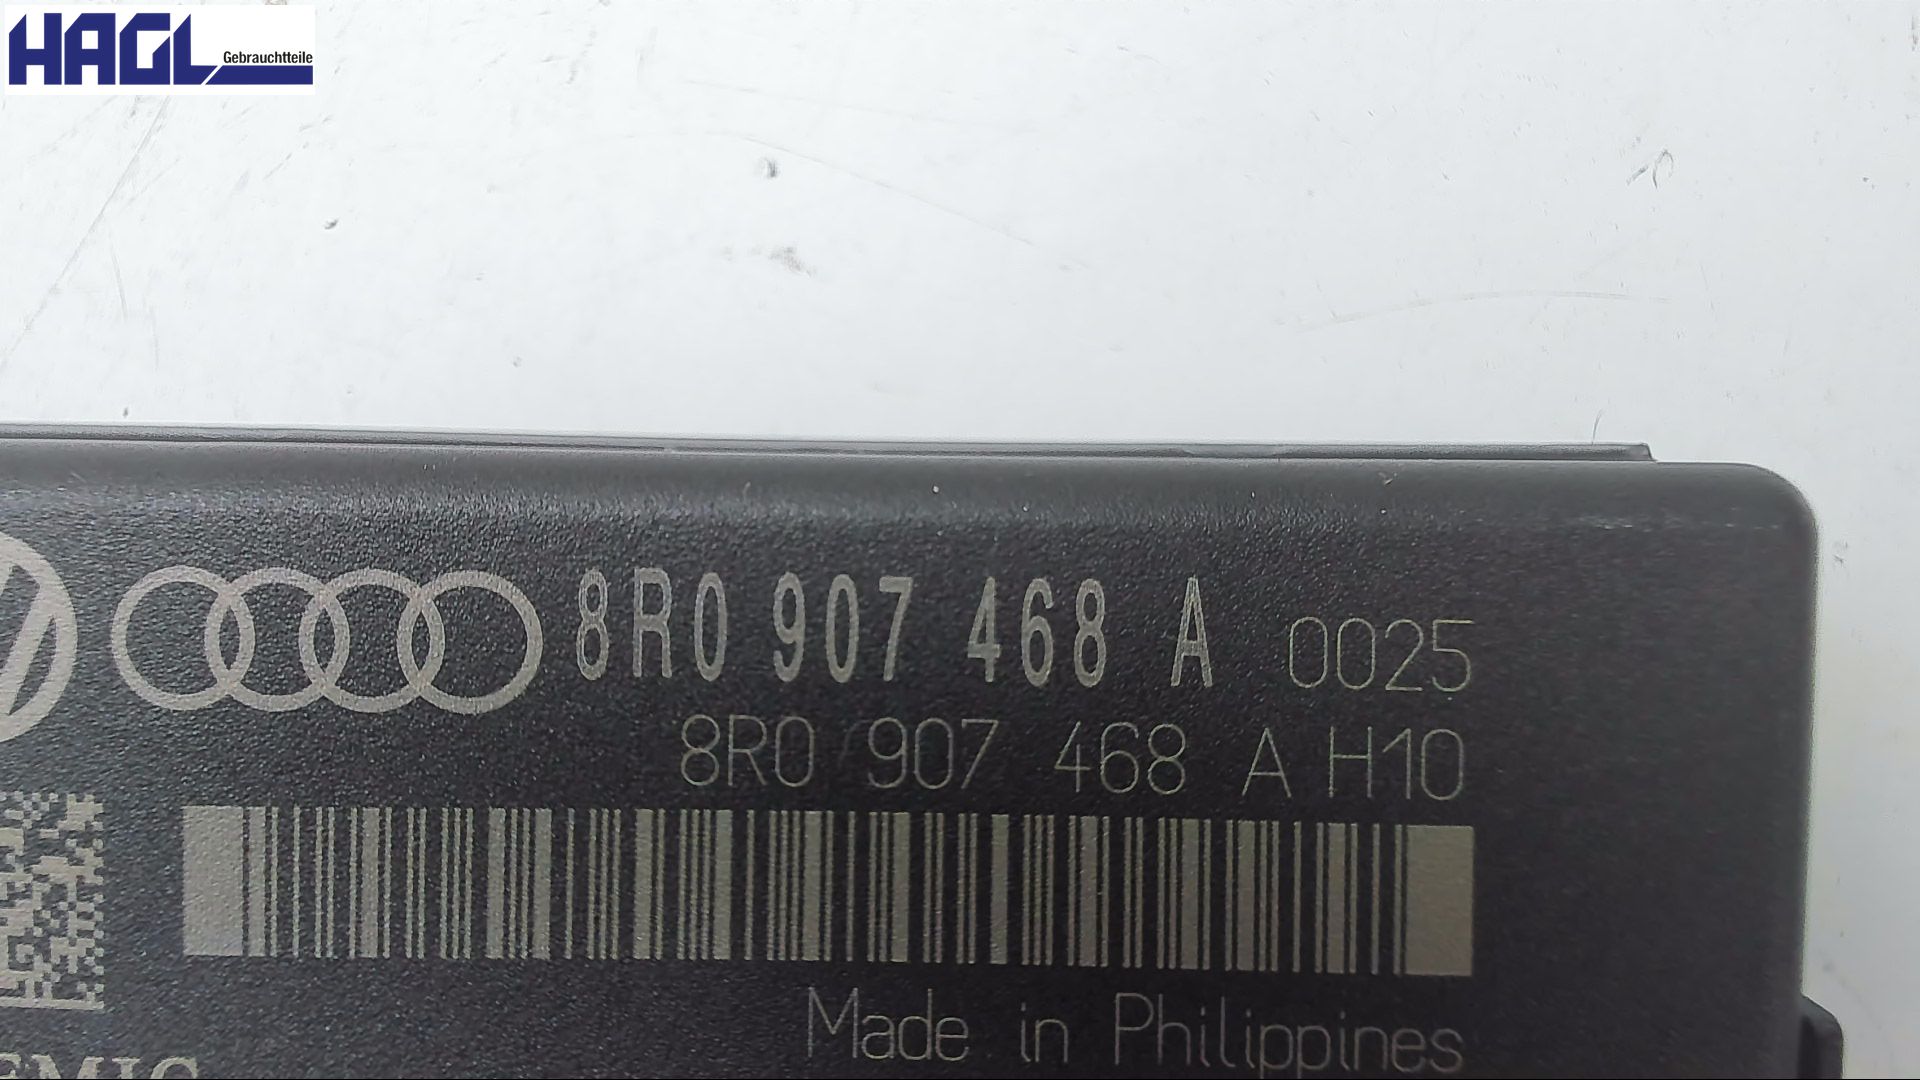 HAGL
Gebrauchtteile
8R0 907 468 A 0025
8R0 907 468 A H10
Made in Philippines